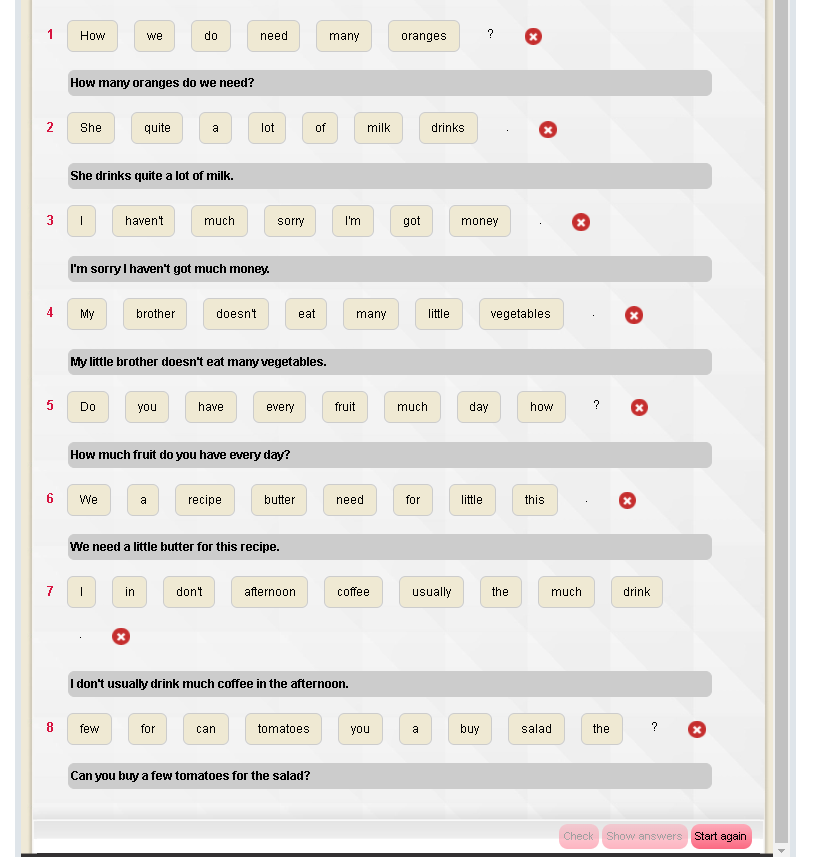 1 How we do need many oranges ?
How many oranges do we need?
2 She quite a lot of milk drinks .
She drinks quite a lot of milk.
3 I haven't much sorry I'm got money .
I'm sorry I haven't got much money.
4 My brother doesn't eat many little vegetables .
My little brother doesn't eat many vegetables.
5 Do you have every fruit much day how ?
How much fruit do you have every day?
6 We a recipe butter need for little this .
We need a little butter for this recipe.
7 I in don't afternoon coffee usually the much drink
.
I don't usually drink much coffee in the afternoon.
8 few for can tomatoes you a buy salad the ?
Can you buy a few tomatoes for the salad?
Check Show answers Start again